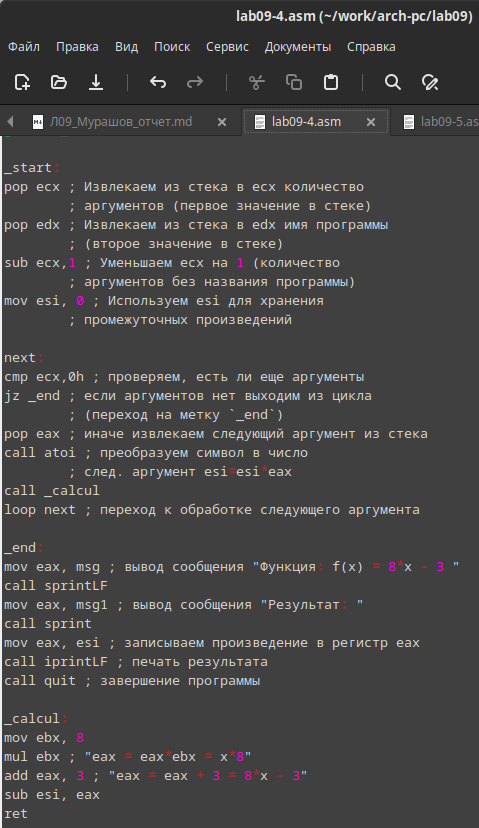 lab09-4.asm (~/work/arch-pc/lab09)
Файл Правка Вид Поиск Сервис Документы Справка
Л09_Мурашов_отчет.md lab09-4.asm lab09-5.as
_start:
pop ecx ; Извлекаем из стека в ecx количество
; аргументов (первое значение в стеке)
pop edx ; Извлекаем из стека в edx имя программы
; (второе значение в стеке)
sub ecx,1 ; Уменьшаем ecx на 1 (количество
; аргументов без названия программы)
mov esi, 0 ; Используем esi для хранения
; промежуточных произведений
next:
cmp ecx,0h ; проверяем, есть ли еще аргументы
jz _end ; если аргументов нет выходим из цикла
; (переход на метку `_end`)
pop eax ; иначе извлекаем следующий аргумент из стека
call atoi ; преобразуем символ в число
; след. аргумент esi=esi*eax
call _calcul
loop next ; переход к обработке следующего аргумента
_end:
mov eax, msg ; вывод сообщения "Функция: f(x) = 8*x - 3 "
call sprintLF
mov eax, msg1 ; вывод сообщения "Результат: "
call sprint
mov eax, esi ; записываем произведение в регистр eax
call iprintLF ; печать результата
call quit ; завершение программы
_calcul:
mov ebx, 8
mul ebx ; "eax = eax*ebx = x*8"
add eax, 3 ; "eax = eax + 3 = 8*x - 3"
sub esi, eax
ret